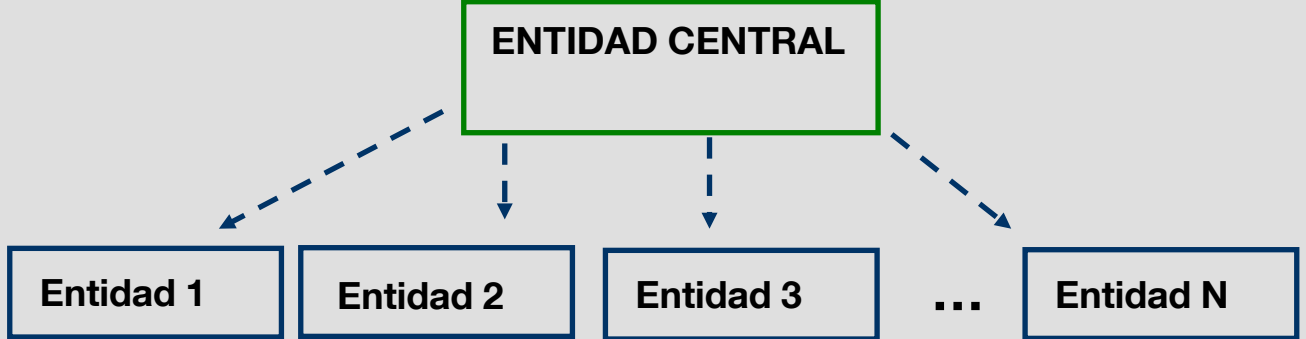 ENTIDAD CENTRAL
Entidad 1
Entidad 2
Entidad 3
...
Entidad N